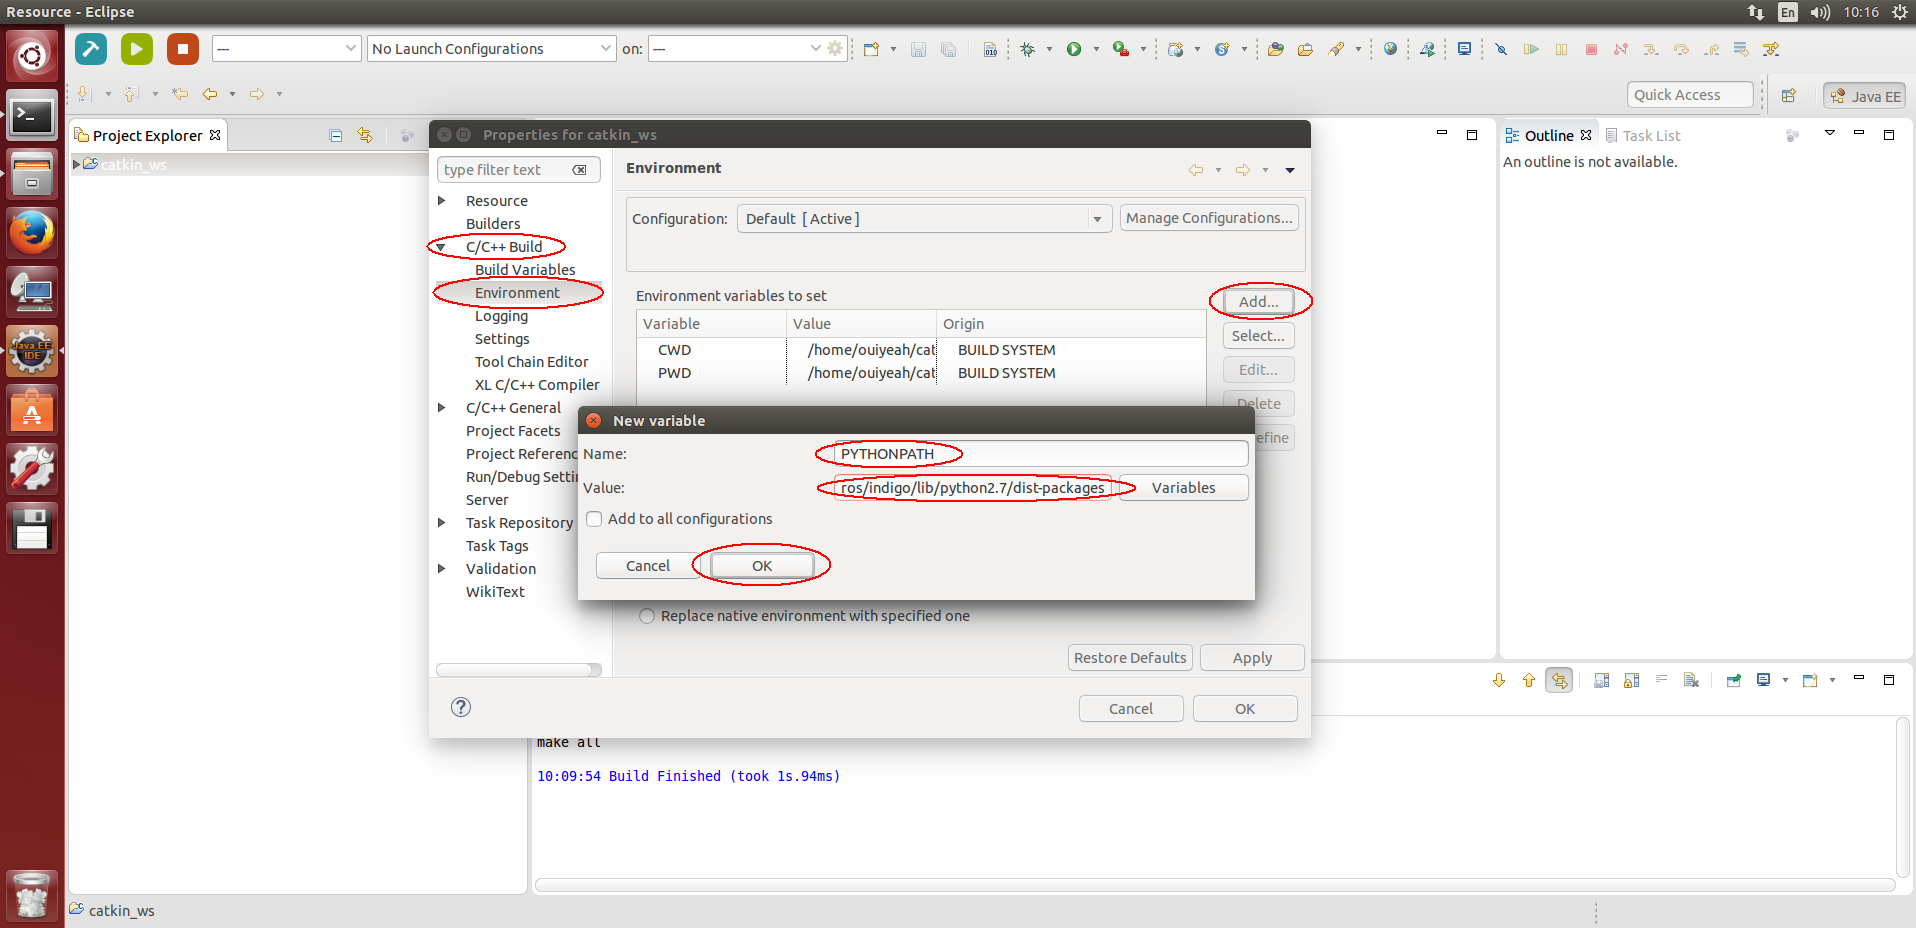 Resource - Eclipse
En
10:16
---
No Launch Configurations
on:
---
010
Quick Access
Java EE
Project Explorer
catkin_ws
Properties for catkin_ws
type filter text
Resource
Builders
C/C++ Build
Build Variables
Environment
Logging
Settings
Tool Chain Editor
XL C/C++ Compiler
C/C++ General
Project Facets
Project Referenc
Run/Debug Settin
Server
Task Repository
Task Tags
Validation
WikiText
Environment
Configuration:
Default [ Active ]
Manage Configurations...
Environment variables to set
Variable
Value
Origin
CWD
/home/ouiyeah/cat
BUILD SYSTEM
PWD
/home/ouiyeah/cat
BUILD SYSTEM
Add...
Select...
Edit...
Delete
efine
New variable
Name:
PYTHONPATH
Value:
ros/indigo/lib/python2.7/dist-packages
Variables
Add to all configurations
Cancel
OK
Replace native environment with specified one
Restore Defaults
Apply
Cancel
OK
Outline
Task List
An outline is not available.
make all
10:09:54 Build Finished (took 1s.94ms)
Java EE
IDE
catkin_ws